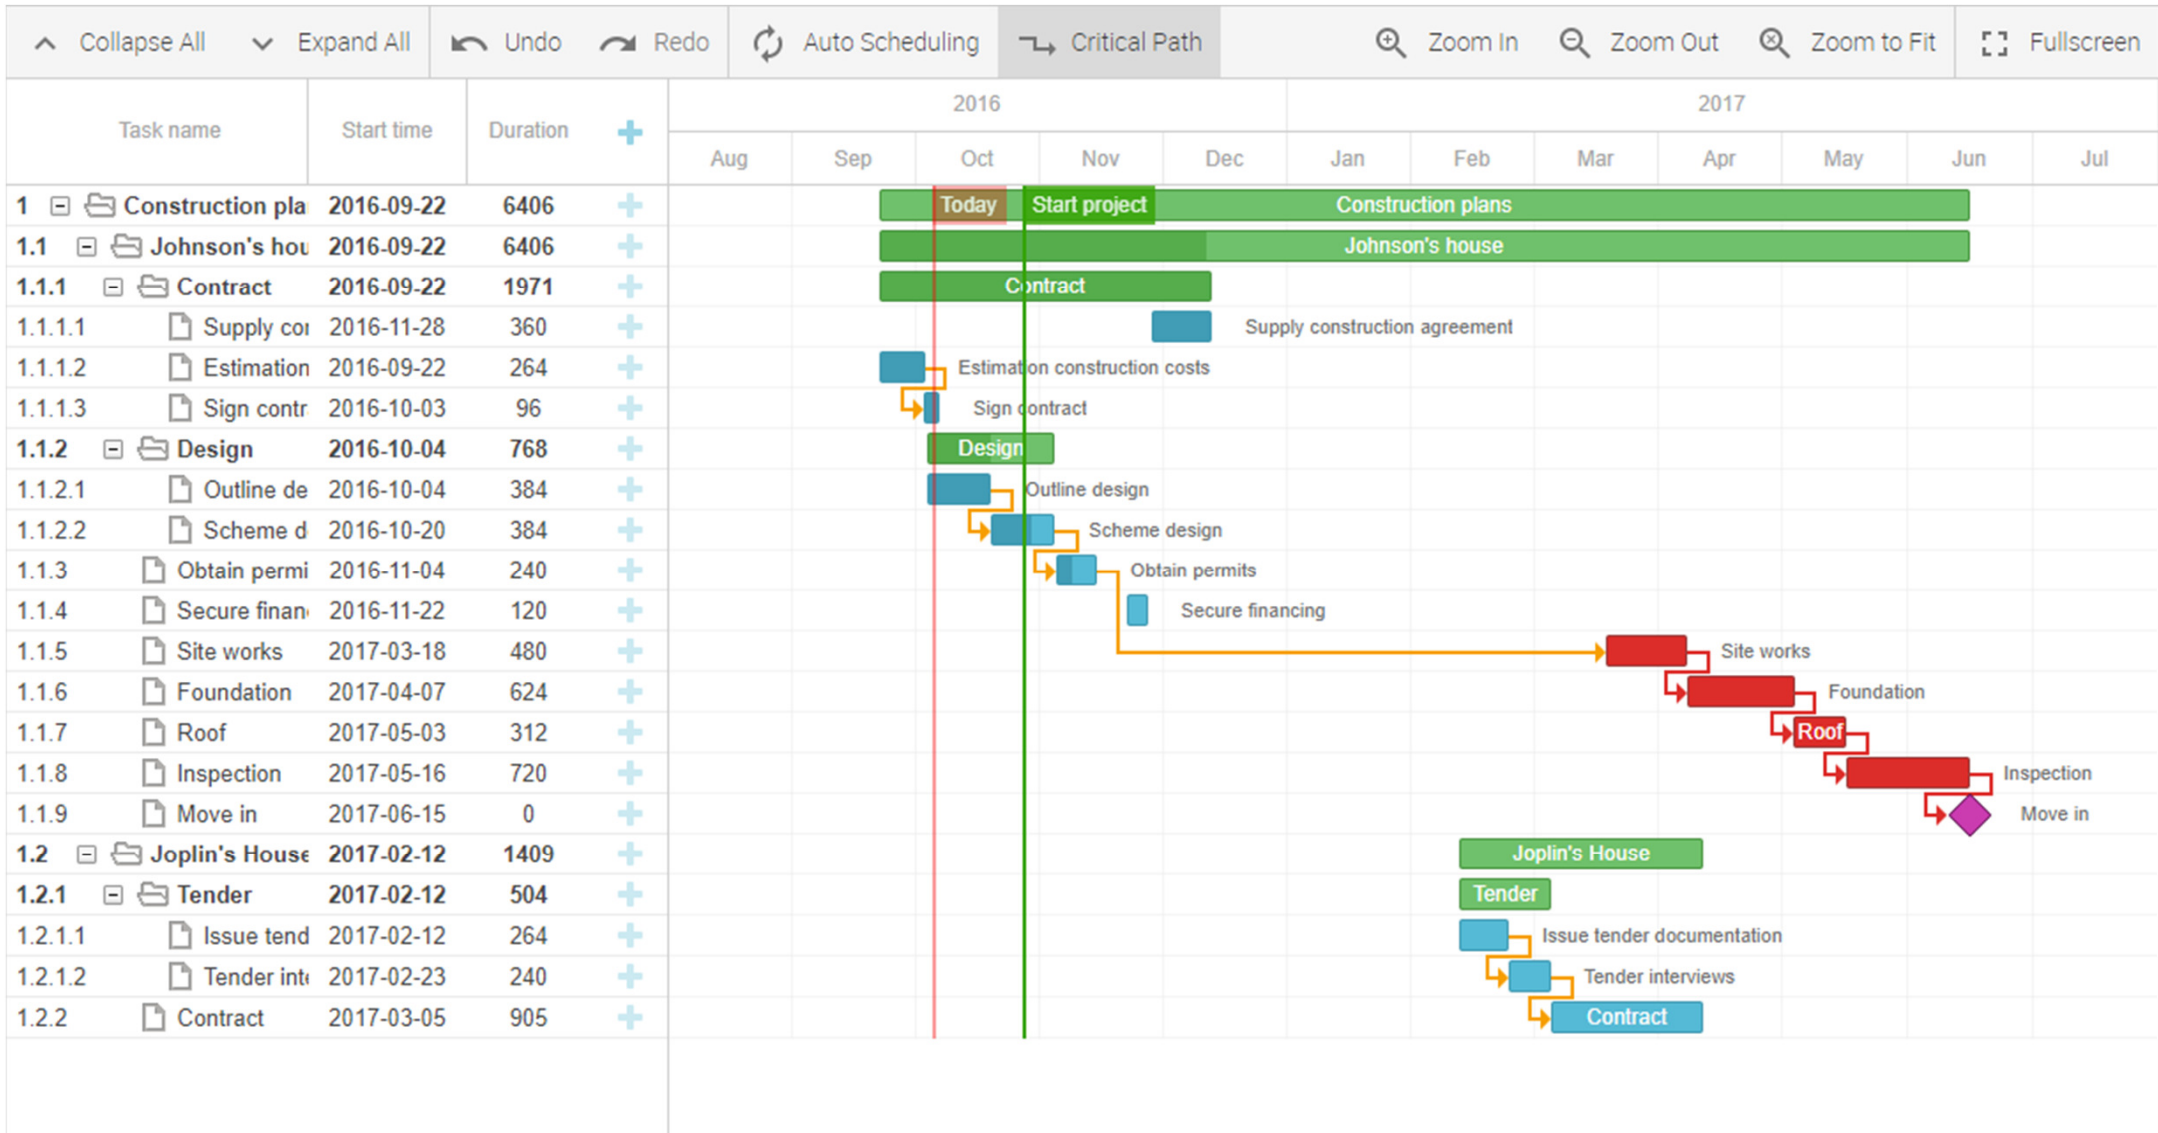 Collapse All Expand All Undo Redo Auto Scheduling Critical Path Zoom In Zoom Out Zoom to Fit Fullscreen
Task name Start time Duration 2016 2017
Aug Sep Oct Nov Dec Jan Feb Mar Apr May Jun Jul
1 Construction pla 2016-09-22 6406 Today Start project Construction plans
1.1 Johnson's hou 2016-09-22 6406 Johnson's house
1.1.1 Contract 2016-09-22 1971 Contract
1.1.1.1 Supply cor 2016-11-28 360 Supply construction agreement
1.1.1.2 Estimation 2016-09-22 264 Estimation construction costs
1.1.1.3 Sign contr 2016-10-03 96 Sign contract
1.1.2 Design 2016-10-04 768 Design
1.1.2.1 Outline de 2016-10-04 384 Outline design
1.1.2.2 Scheme d 2016-10-20 384 Scheme design
1.1.3 Obtain permi 2016-11-04 240 Obtain permits
1.1.4 Secure finan 2016-11-22 120 Secure financing
1.1.5 Site works 2017-03-18 480 Site works
1.1.6 Foundation 2017-04-07 624 Foundation
1.1.7 Roof 2017-05-03 312 Roof
1.1.8 Inspection 2017-05-16 720 Inspection
1.1.9 Move in 2017-06-15 0 Move in
1.2 Joplin's House 2017-02-12 1409 Joplin's House
1.2.1 Tender 2017-02-12 504 Tender
1.2.1.1 Issue tend 2017-02-12 264 Issue tender documentation
1.2.1.2 Tender inte 2017-02-23 240 Tender interviews
1.2.2 Contract 2017-03-05 905 Contract